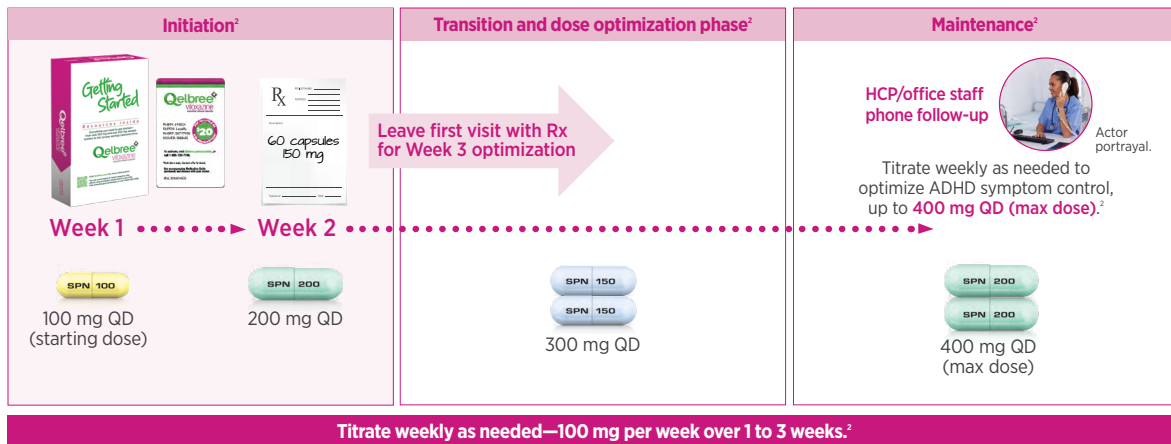 Initiation²
Transition and dose optimization phase²
Maintenance²
Getting
Started
Resources Inside
Qelbree
Qelbree
viloxazine
$20
Rx
60 capsules
150 mg
Leave first visit with Rx
for Week 3 optimization
HCP/office staff
phone follow-up
Actor
portrayal.
Titrate weekly as needed to
optimize ADHD symptom control,
up to 400 mg QD (max dose).²
Week 1
Week 2
SPN 100
100 mg QD
(starting dose)
SPN 200
200 mg QD
SPN 150
SPN 150
300 mg QD
SPN 200
SPN 200
400 mg QD
(max dose)
Titrate weekly as needed—100 mg per week over 1 to 3 weeks.²